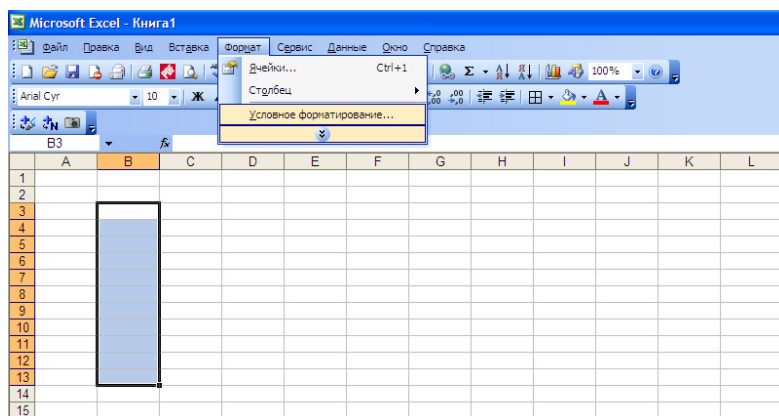 Microsoft Excel - Книга1
Файл Правка Вид Вставка Формат Сервис Данные Окно Справка
Ячейки... Ctrl+1 Σ 100%
Arial Cyr 10 Ж Столбец A
Условное форматирование...
B3 fx
A B C D E F G H I J K L
1
2
3
4
5
6
7
8
9
10
11
12
13
14
15